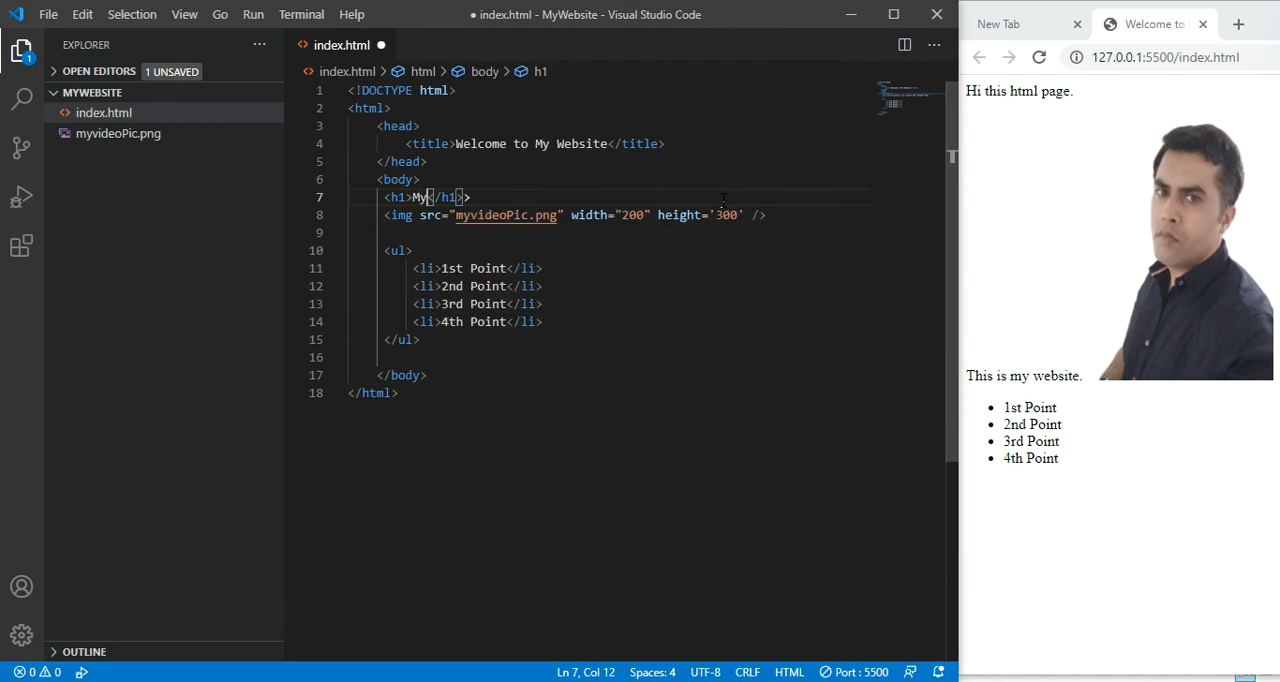 File Edit Selection View Go Run Terminal Help
● index.html - MyWebsite - Visual Studio Code
New Tab
Welcome to
127.0.0.1:5500/index.html
EXPLORER
OPEN EDITORS 1 UNSAVED
MYWEBSITE
index.html
myvideoPic.png
OUTLINE
1
index.html
index.html > html > body > h1
1 <!DOCTYPE html>
2 <html>
3 <head>
4 <title>Welcome to My Website</title>
5 </head>
6 <body>
7 <h1>My</h1>>
8 <img src="myvideoPic.png" width="200" height='300' />
9
10 <ul>
11 <li>1st Point</li>
12 <li>2nd Point</li>
13 <li>3rd Point</li>
14 <li>4th Point</li>
15 </ul>
16
17 </body>
18 </html>
Hi this html page.
This is my website.
• 1st Point
• 2nd Point
• 3rd Point
• 4th Point
0 0 Ln 7, Col 12 Spaces: 4 UTF-8 CRLF HTML Port : 5500